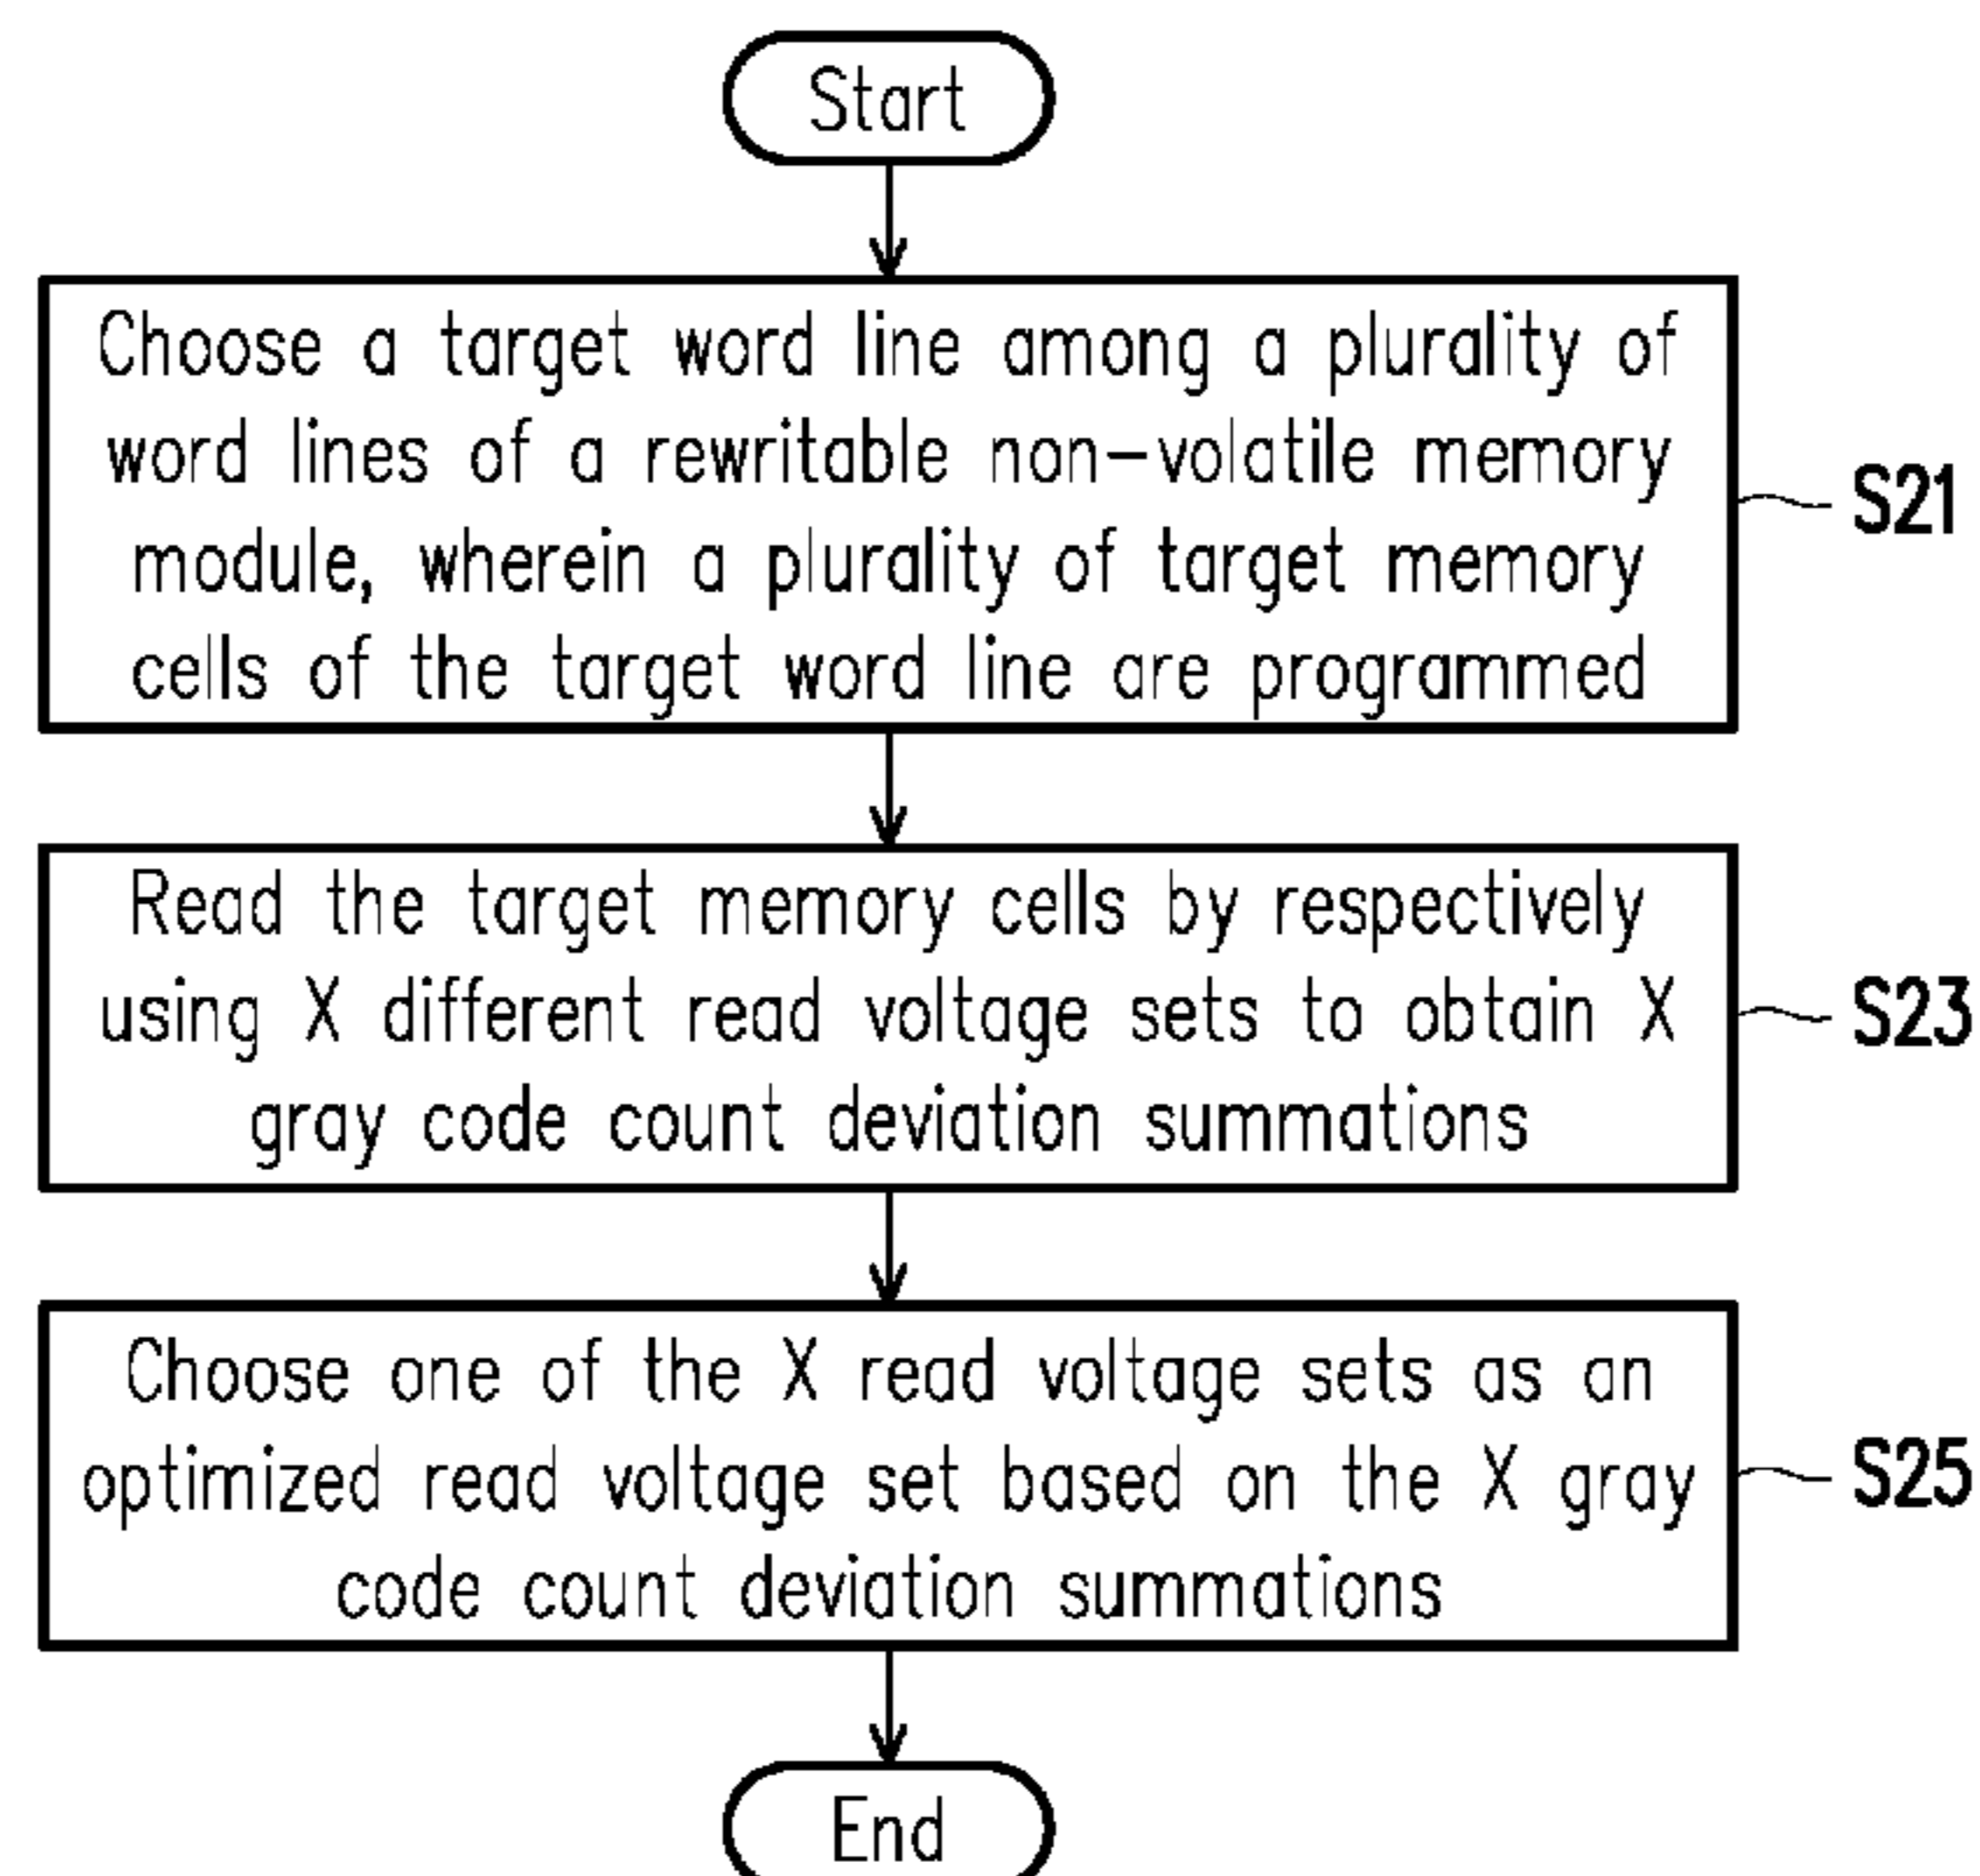 Start
Choose a target word line among a plurality of
word lines of a rewritable non-volatile memory
module, wherein a plurality of target memory
cells of the target word line are programmed
S21
Read the target memory cells by respectively
using X different read voltage sets to obtain X
gray code count deviation summations
S23
Choose one of the X read voltage sets as an
optimized read voltage set based on the X gray
code count deviation summations
S25
End